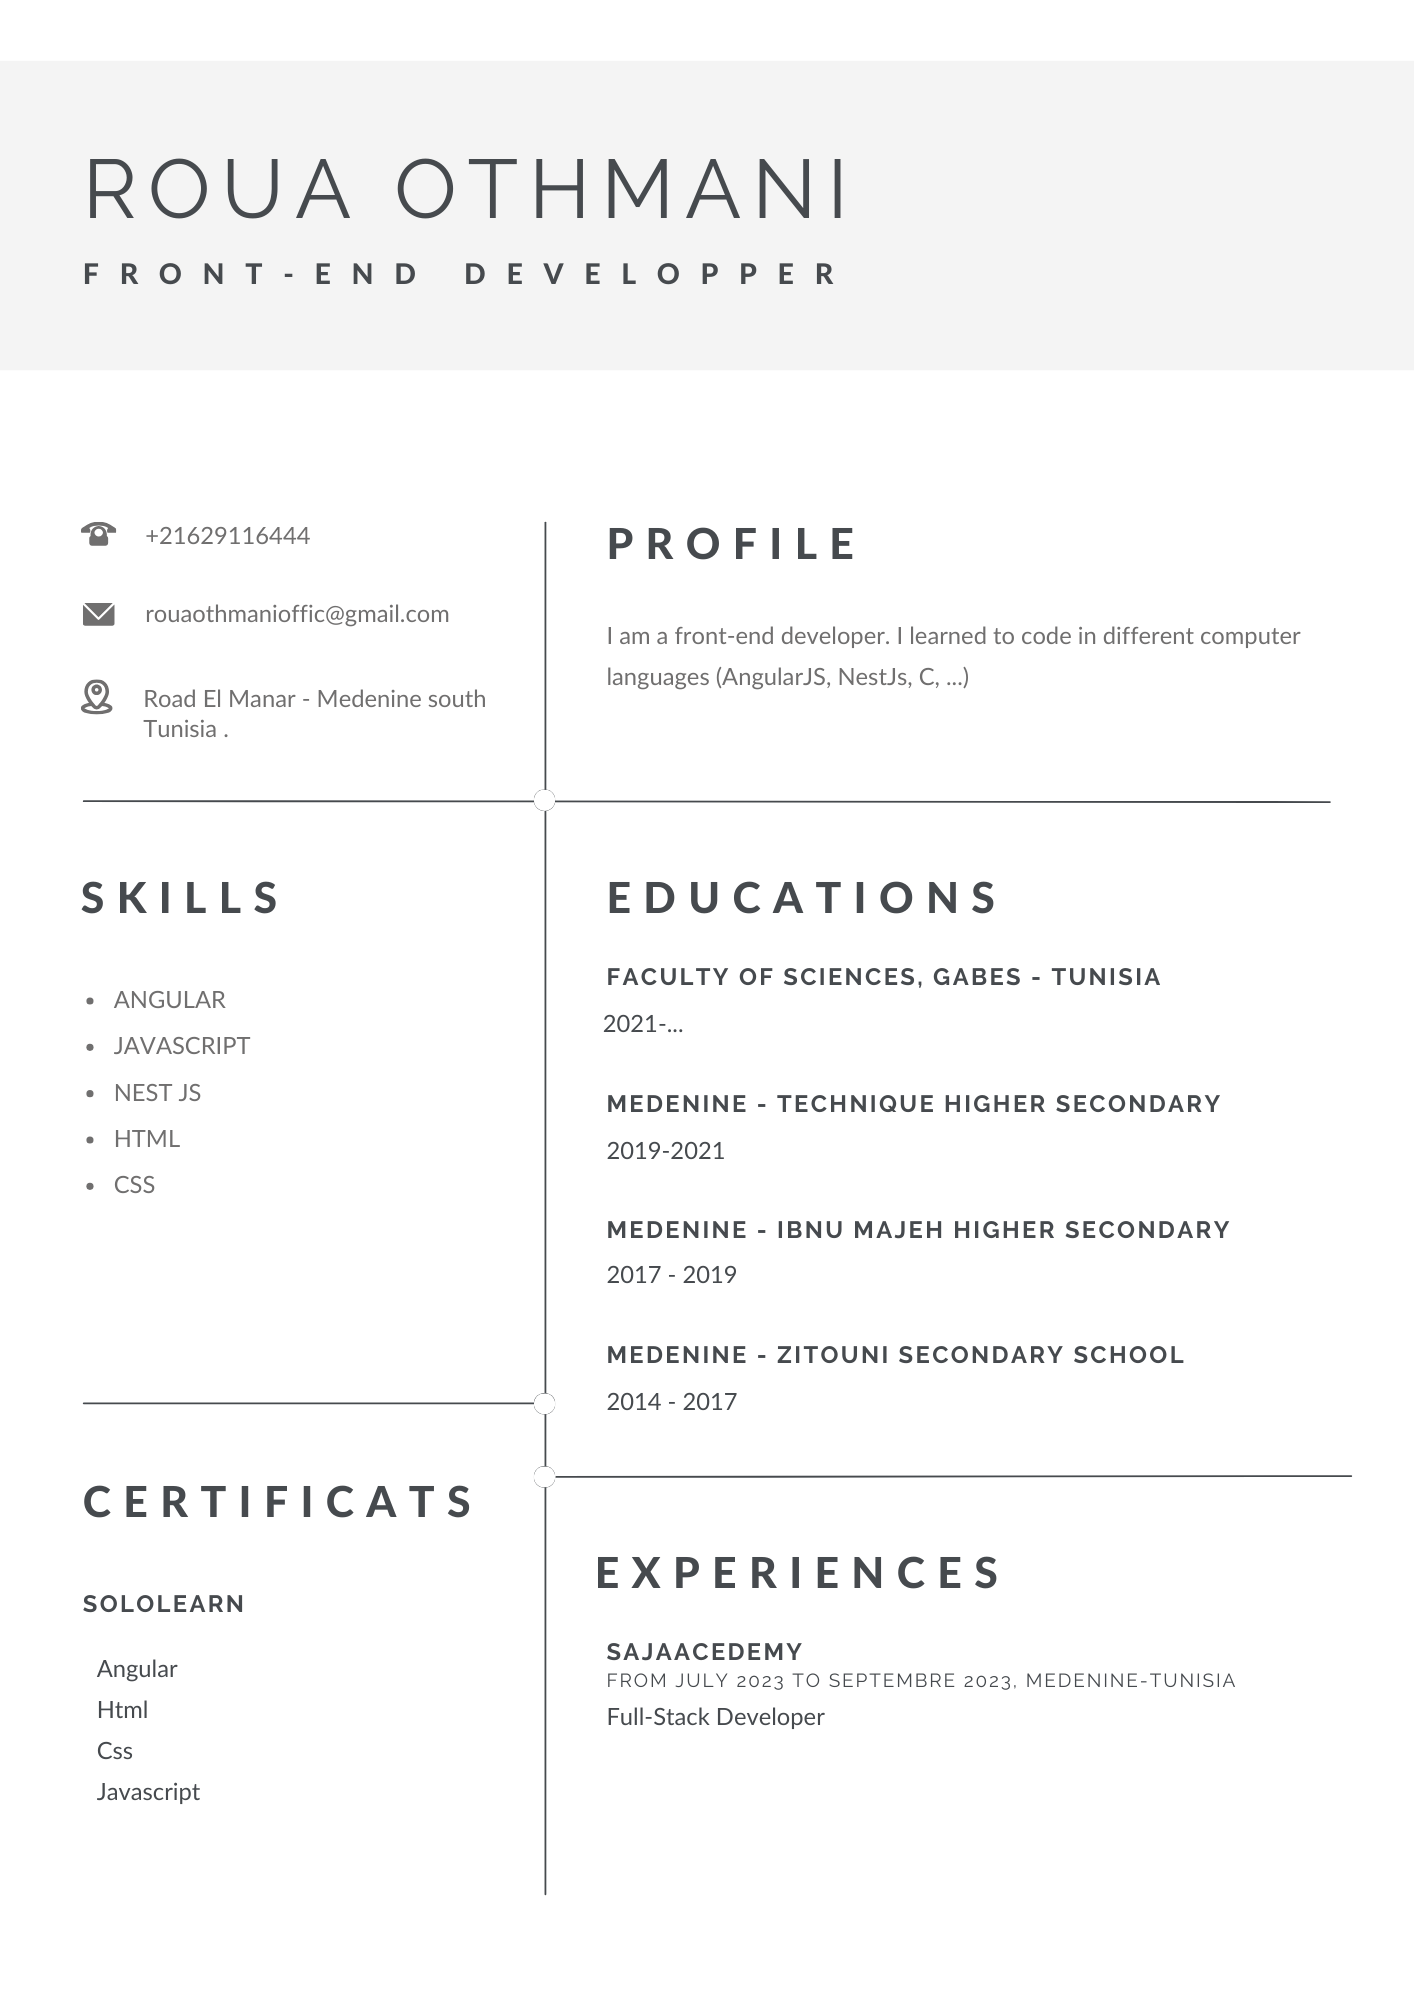 ROUA OTHMANI
FRONT-END DEVELOPPER
+21629116444
rouaothmanioffic@gmail.com
Road El Manar - Medenine south
Tunisia .
PROFILE
I am a front-end developer. I learned to code in different computer
languages (AngularJS, NestJs, C, ...)
SKILLS
• ANGULAR
• JAVASCRIPT
• NEST JS
• HTML
• CSS
EDUCATIONS
FACULTY OF SCIENCES, GABES - TUNISIA
2021-...
MEDENINE - TECHNIQUE HIGHER SECONDARY
2019-2021
MEDENINE - IBNU MAJEH HIGHER SECONDARY
2017 - 2019
MEDENINE - ZITOUNI SECONDARY SCHOOL
2014 - 2017
CERTIFICATS
SOLOLEARN
Angular
Html
Css
Javascript
EXPERIENCES
SAJAACEDEMY
FROM JULY 2023 TO SEPTEMBRE 2023, MEDENINE-TUNISIA
Full-Stack Developer